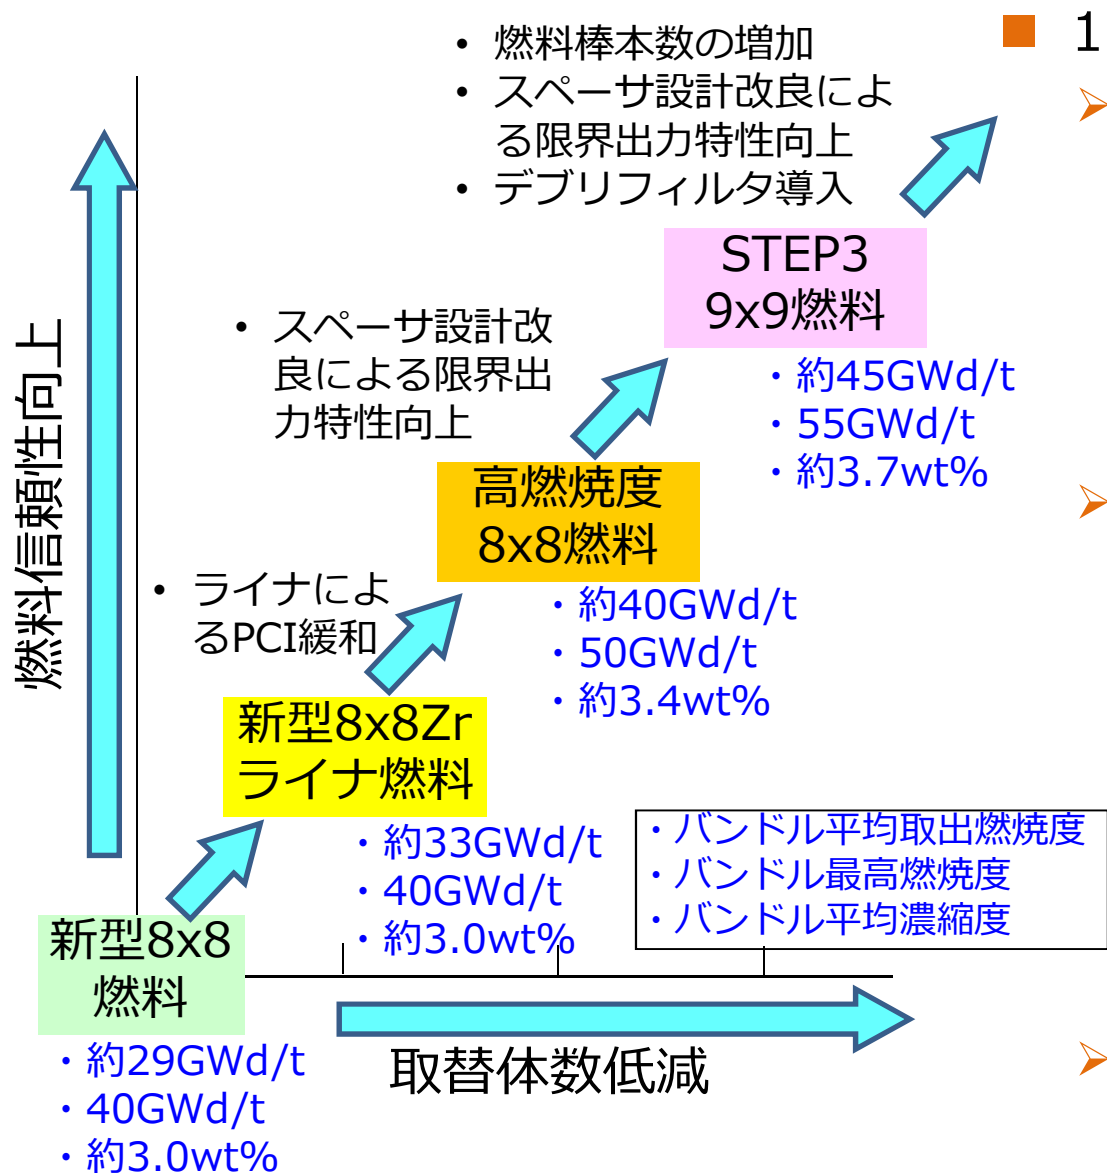 • 燃料棒本数の増加
• スペーサ設計改良によ
る限界出力特性向上
• デブリフィルタ導入
■ 1
➢
STEP3
9x9燃料
・約45GWd/t
・55GWd/t
・約3.7wt%
• スペーサ設計改
良による限界出
力特性向上
➢
高燃焼度
8x8燃料
・約40GWd/t
・50GWd/t
・約3.4wt%
燃料信頼性向上
• ライナによ
るPCI緩和
新型8x8Zr
ライナ燃料
・約33GWd/t
・40GWd/t
・約3.0wt%
・バンドル平均取出燃焼度
・バンドル最高燃焼度
・バンドル平均濃縮度
新型8x8
燃料
・約29GWd/t
・40GWd/t
・約3.0wt%
取替体数低減
➢